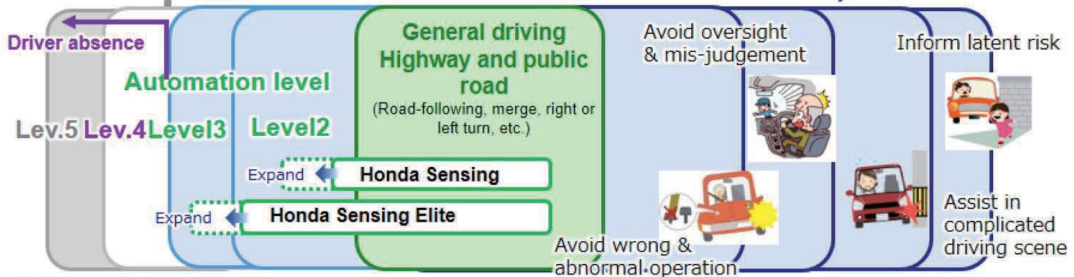 Driver absence
Automation level
Lev.5 Lev.4 Level3 Level2
General driving
Highway and public
road
(Road-following, merge, right or
left turn, etc.)
Expand
Honda Sensing
Expand
Honda Sensing Elite
Avoid oversight
& mis-judgement
Inform latent risk
Avoid wrong &
abnormal operation
Assist in
complicated
driving scene